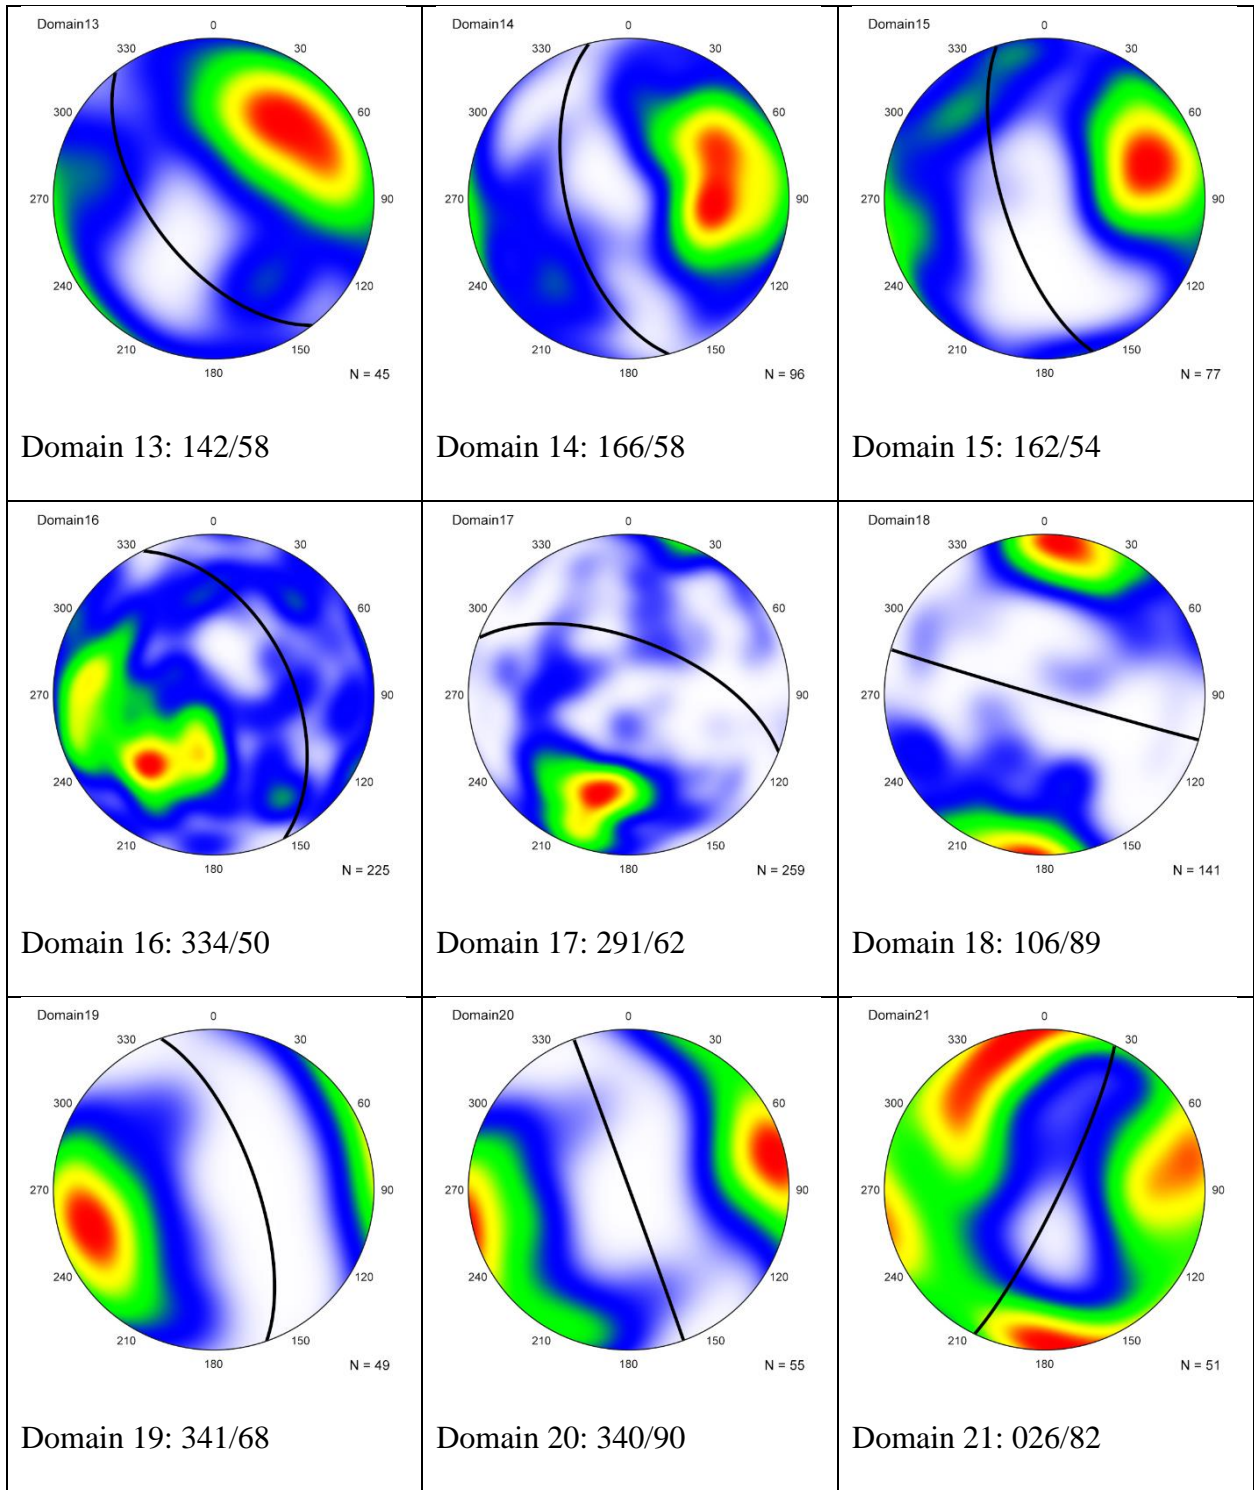 Domain13 0 Domain14 0 Domain15 0
330 30 330 30 330 30
300 60 300 60 300 60
270 90 270 90 270 90
240 120 240 120 240 120
210 150 210 150 210 150
180 N = 45 180 N = 96 180 N = 77
Domain 13: 142/58 Domain 14: 166/58 Domain 15: 162/54
Domain16 0 Domain17 0 Domain18 0
330 30 330 30 330 30
300 60 300 60 300 60
270 90 270 90 270 90
240 120 240 120 240 120
210 150 210 150 210 150
180 N = 225 180 N = 259 180 N = 141
Domain 16: 334/50 Domain 17: 291/62 Domain 18: 106/89
Domain19 0 Domain20 0 Domain21 0
330 30 330 30 330 30
300 60 300 60 300 60
270 90 270 90 270 90
240 120 240 120 240 120
210 150 210 150 210 150
180 N = 49 180 N = 55 180 N = 51
Domain 19: 341/68 Domain 20: 340/90 Domain 21: 026/82